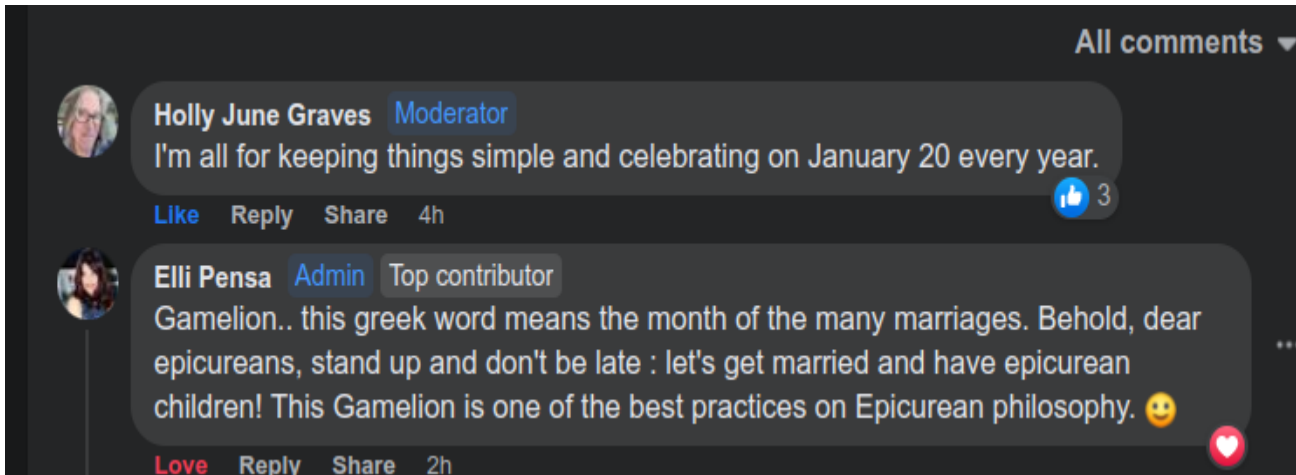 All comments
Holly June Graves Moderator
I'm all for keeping things simple and celebrating on January 20 every year.
3
Like Reply Share 4h
Elli Pensa Admin Top contributor
Gamelion.. this greek word means the month of the many marriages. Behold, dear
epicureans, stand up and don't be late : let's get married and have epicurean
children! This Gamelion is one of the best practices on Epicurean philosophy.
Love Reply Share 2h